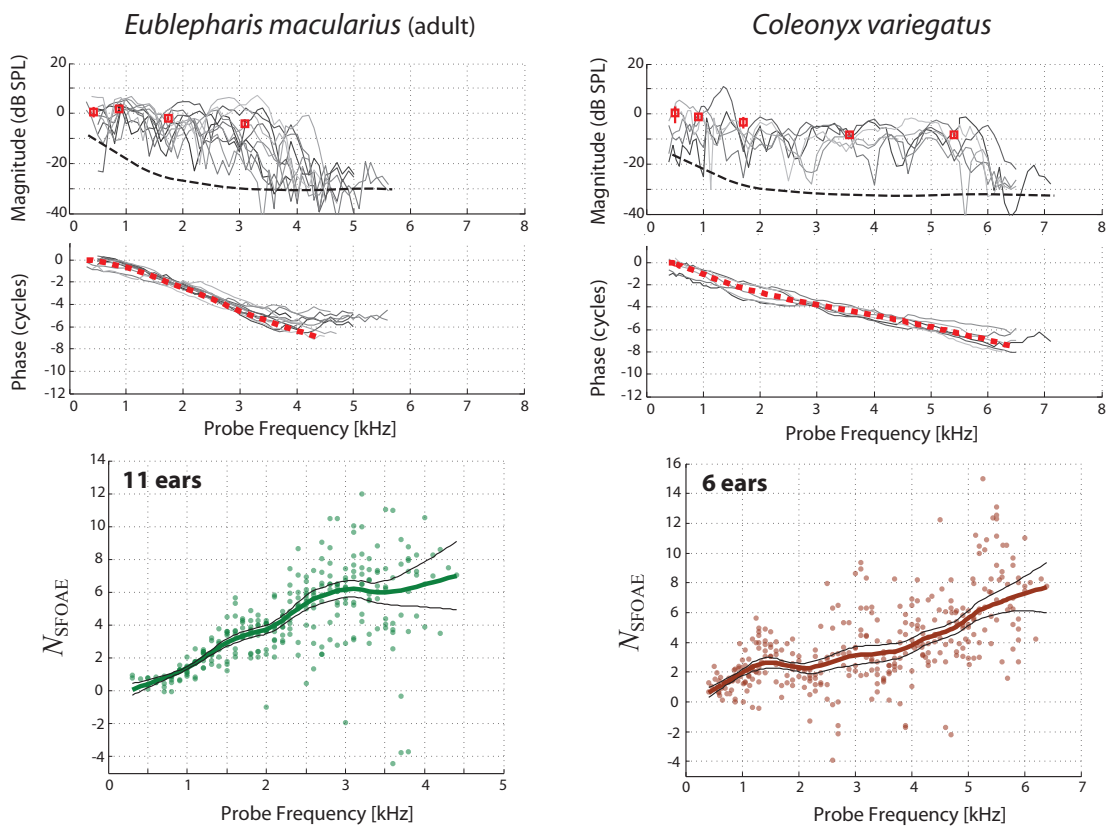 Eublepharis macularius (adult)
Coleonyx variegatus
20
0
-20
-40
Magnitude (dB SPL)
0 1 2 3 4 5 6 7 8
20
0
-20
-40
Magnitude (dB SPL)
0 1 2 3 4 5 6 7 8
0
-2
-4
-6
-8
-10
-12
Phase (cycles)
0 1 2 3 4 5 6 7 8
Probe Frequency [kHz]
0
-2
-4
-6
-8
-10
-12
Phase (cycles)
0 1 2 3 4 5 6 7 8
Probe Frequency [kHz]
11 ears
14
12
10
8
6
4
2
0
-2
-4
NSFOAE
0 1 2 3 4 5
Probe Frequency [kHz]
6 ears
16
14
12
10
8
6
4
2
0
-2
-4
NSFOAE
0 1 2 3 4 5 6 7
Probe Frequency [kHz]